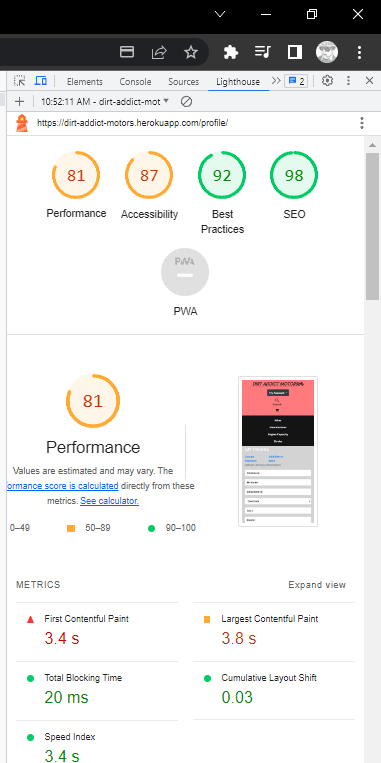 Elements Console Sources Lighthouse 2
10:52:11 AM - dirt-addict-mot
https://dirt-addict-motors.herokuapp.com/profile/
81 87 92 98
Performance Accessibility Best Practices SEO
PWA
PWA
81
Performance
Values are estimated and may vary. The
ormance score is calculated directly from these
metrics. See calculator.
0–49 50–89 90–100
DIRT ADDICT MOTORS
My Account
METRICS Expand view
First Contentful Paint
3.4 s
Largest Contentful Paint
3.8 s
Total Blocking Time
20 ms
Cumulative Layout Shift
0.03
Speed Index
3.4 s